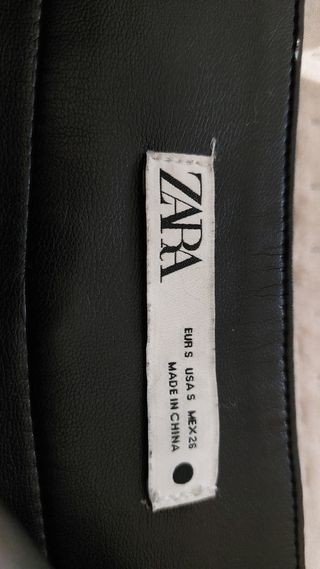 ZARA
EUR S USA S MEX 26
MADE IN CHINA